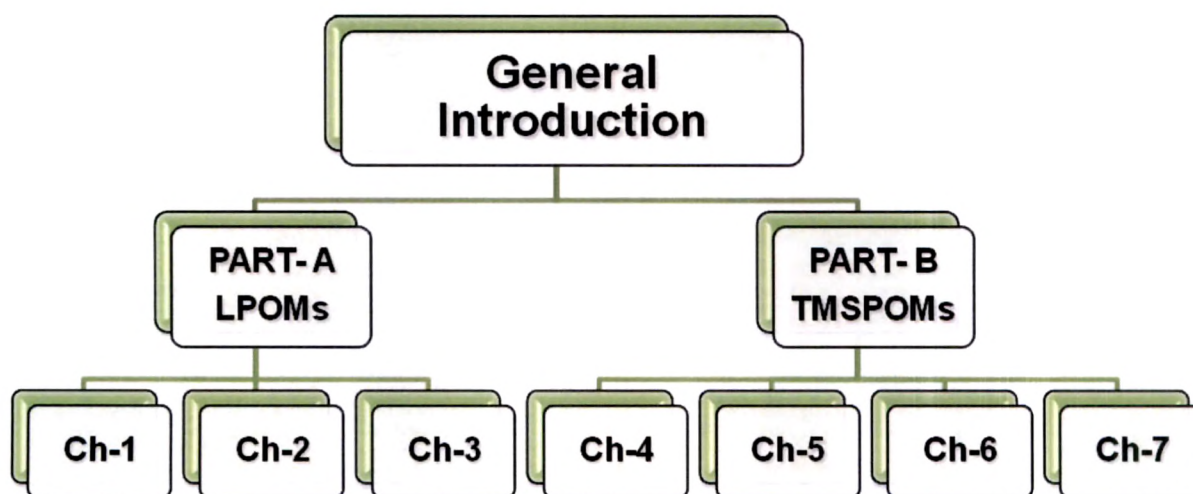 General
Introduction
PART- A
LPOMs
PART- B
TMSPOMs
Ch-1
Ch-2
Ch-3
Ch-4
Ch-5
Ch-6
Ch-7